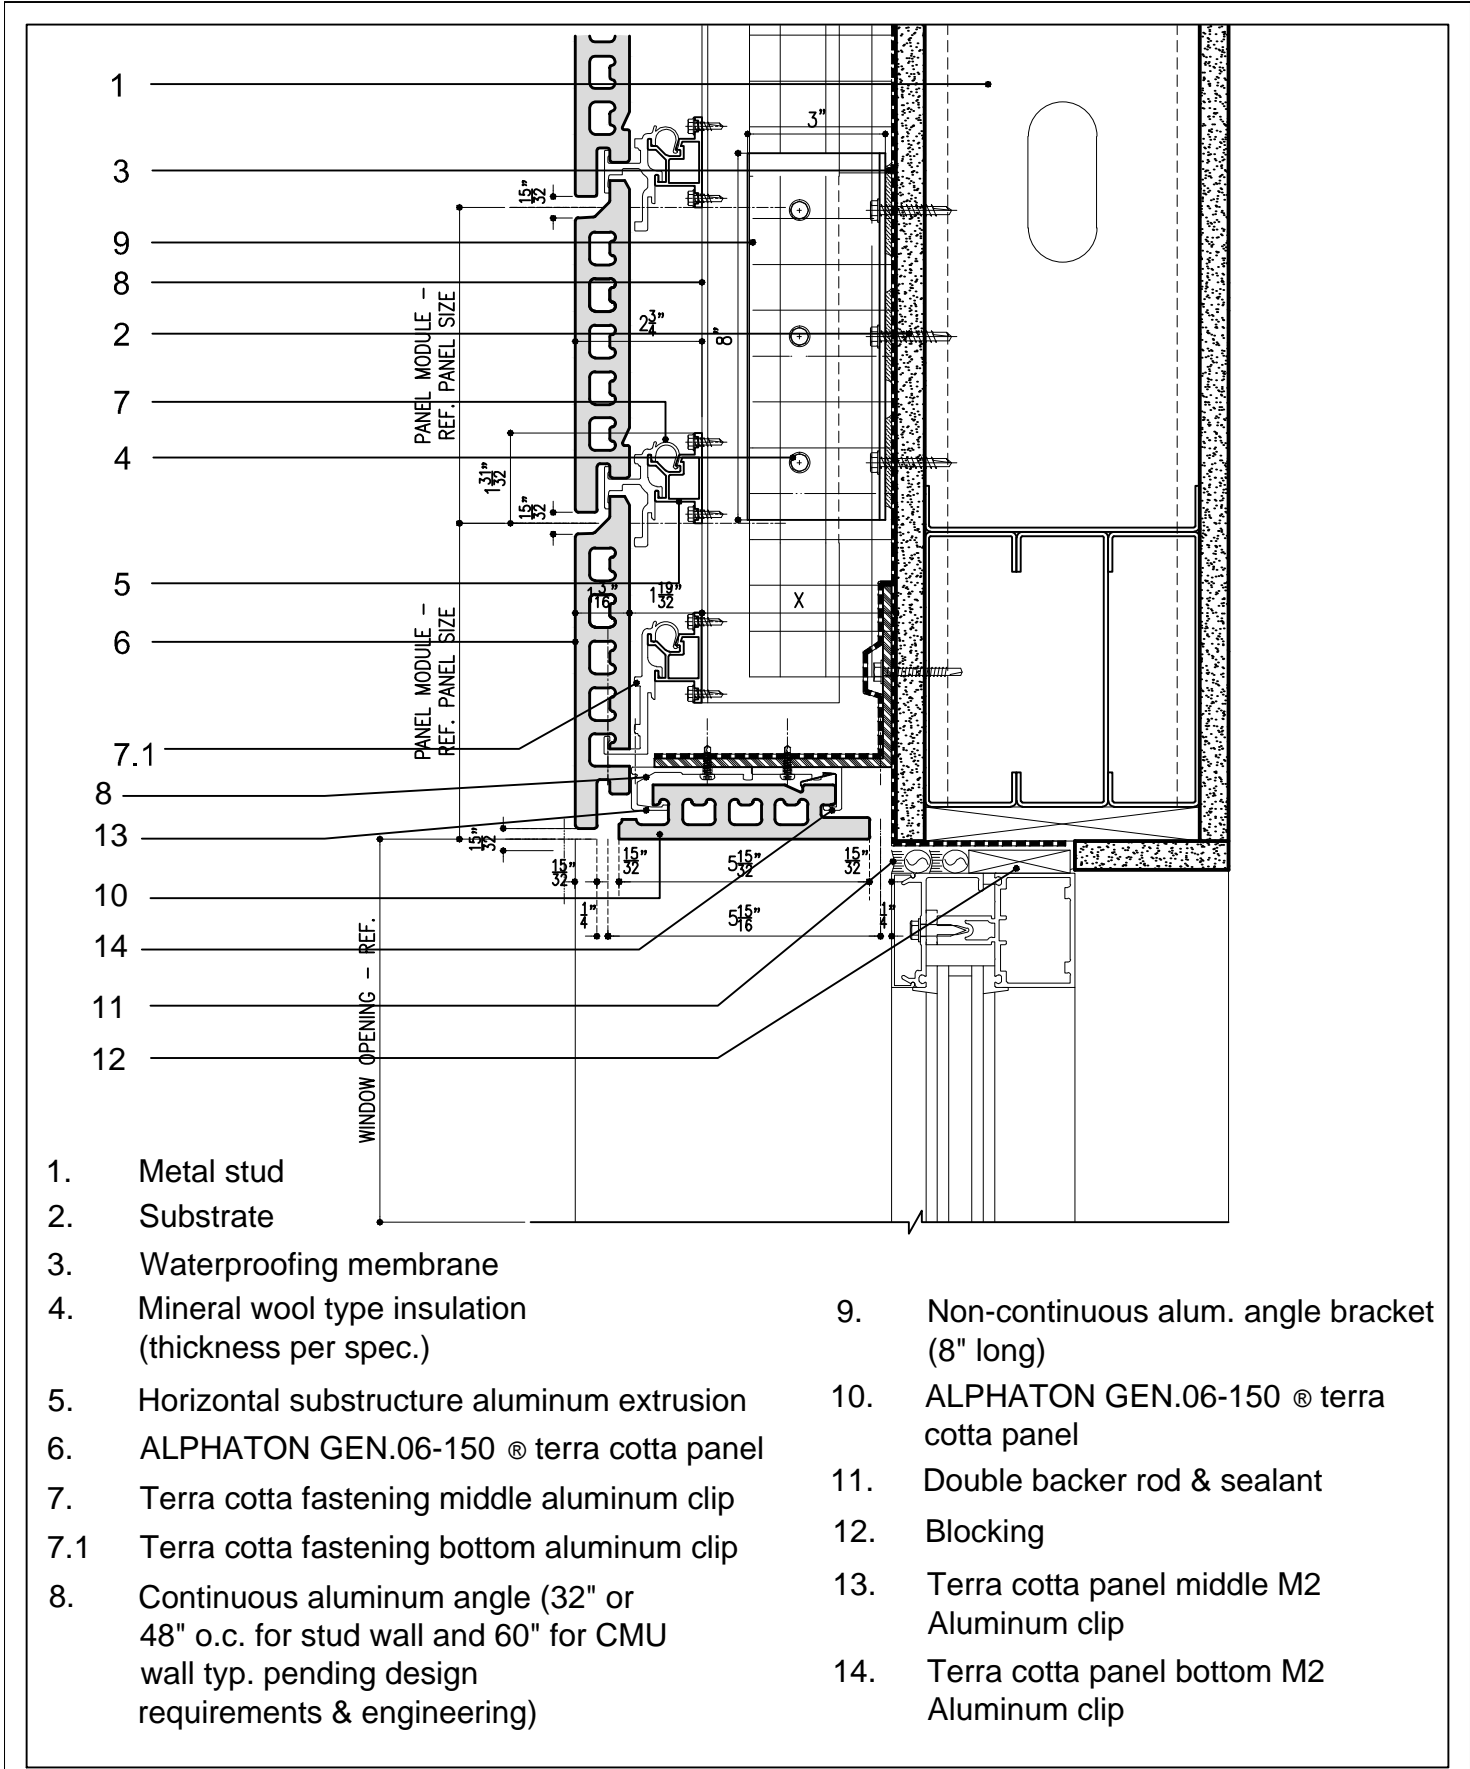 1
3"
3
15"
32
9
8
PANEL MODULE -
REF. PANEL SIZE
2 3/4"
8"
2
7
4
1 31/32"
15"
32
5
1 3/16"
1 19/32"
X
6
PANEL MODULE -
REF. PANEL SIZE
7.1
8
13
15"
32
15"
32
15"
32
5 15/32"
15"
32
10
1/4"
5 15/16"
1/4"
14
WINDOW OPENING - REF.
11
12
1. Metal stud
2. Substrate
3. Waterproofing membrane
4. Mineral wool type insulation
(thickness per spec.)
5. Horizontal substructure aluminum extrusion
6. ALPHATON GEN.06-150 ® terra cotta panel
7. Terra cotta fastening middle aluminum clip
7.1 Terra cotta fastening bottom aluminum clip
8. Continuous aluminum angle (32" or
48" o.c. for stud wall and 60" for CMU
wall typ. pending design
requirements & engineering)
9. Non-continuous alum. angle bracket
(8" long)
10. ALPHATON GEN.06-150 ® terra
cotta panel
11. Double backer rod & sealant
12. Blocking
13. Terra cotta panel middle M2
Aluminum clip
14. Terra cotta panel bottom M2
Aluminum clip